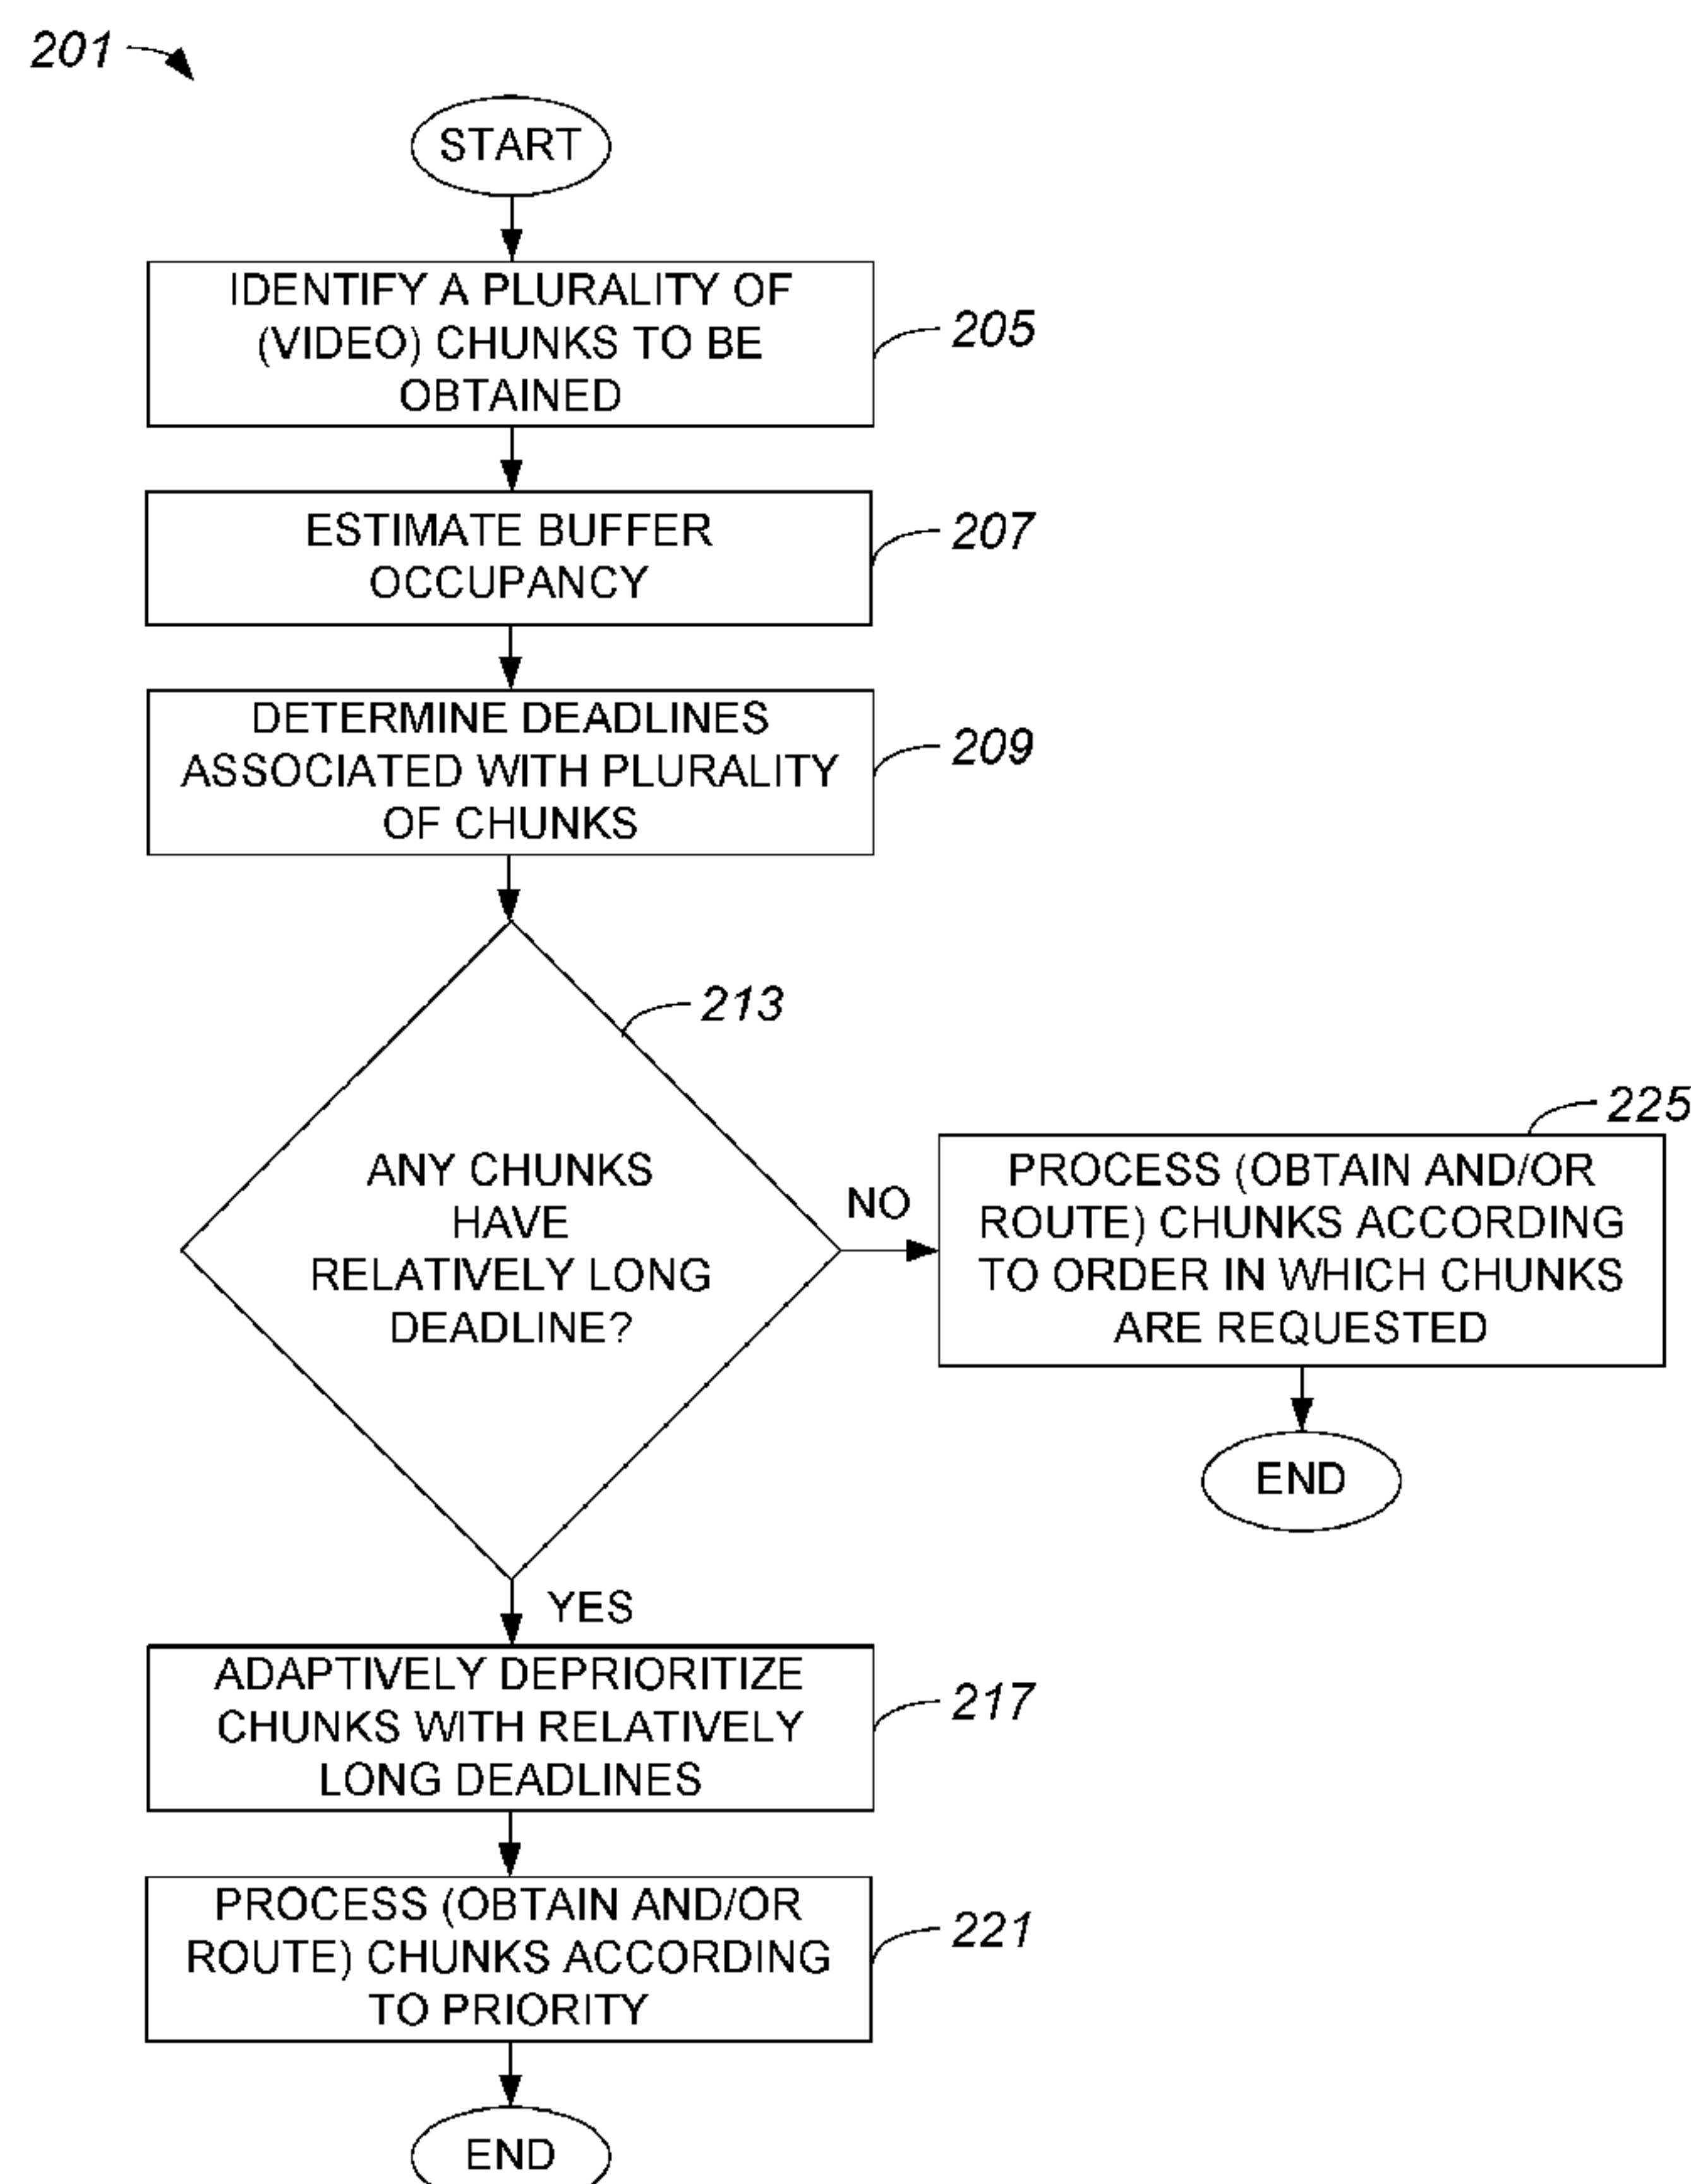 201
START
IDENTIFY A PLURALITY OF
(VIDEO) CHUNKS TO BE
OBTAINED
205
ESTIMATE BUFFER
OCCUPANCY
207
DETERMINE DEADLINES
ASSOCIATED WITH PLURALITY
OF CHUNKS
209
213
ANY CHUNKS
HAVE
RELATIVELY LONG
DEADLINE?
NO
225
PROCESS (OBTAIN AND/OR
ROUTE) CHUNKS ACCORDING
TO ORDER IN WHICH CHUNKS
ARE REQUESTED
END
YES
ADAPTIVELY DEPRIORITIZE
CHUNKS WITH RELATIVELY
LONG DEADLINES
217
PROCESS (OBTAIN AND/OR
ROUTE) CHUNKS ACCORDING
TO PRIORITY
221
END